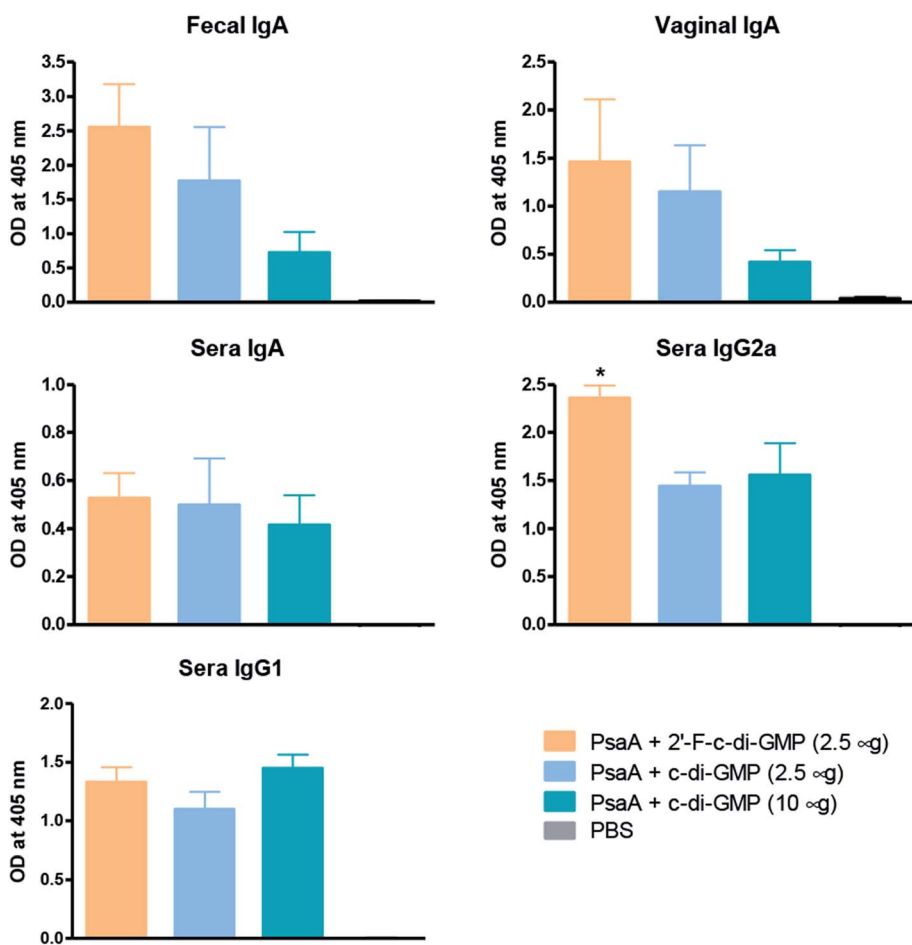 Fecal IgA
OD at 405 nm
3.5
3.0
2.5
2.0
1.5
1.0
0.5
0.0
Vaginal IgA
OD at 405 nm
2.5
2.0
1.5
1.0
0.5
0.0
Sera IgA
OD at 405 nm
1.0
0.8
0.6
0.4
0.2
0.0
Sera IgG2a
OD at 405 nm
2.5
2.0
1.5
1.0
0.5
0.0
*
Sera IgG1
OD at 405 nm
2.0
1.5
1.0
0.5
0.0
PsaA + 2'-F-c-di-GMP (2.5 ∝g)
PsaA + c-di-GMP (2.5 ∝g)
PsaA + c-di-GMP (10 ∝g)
PBS